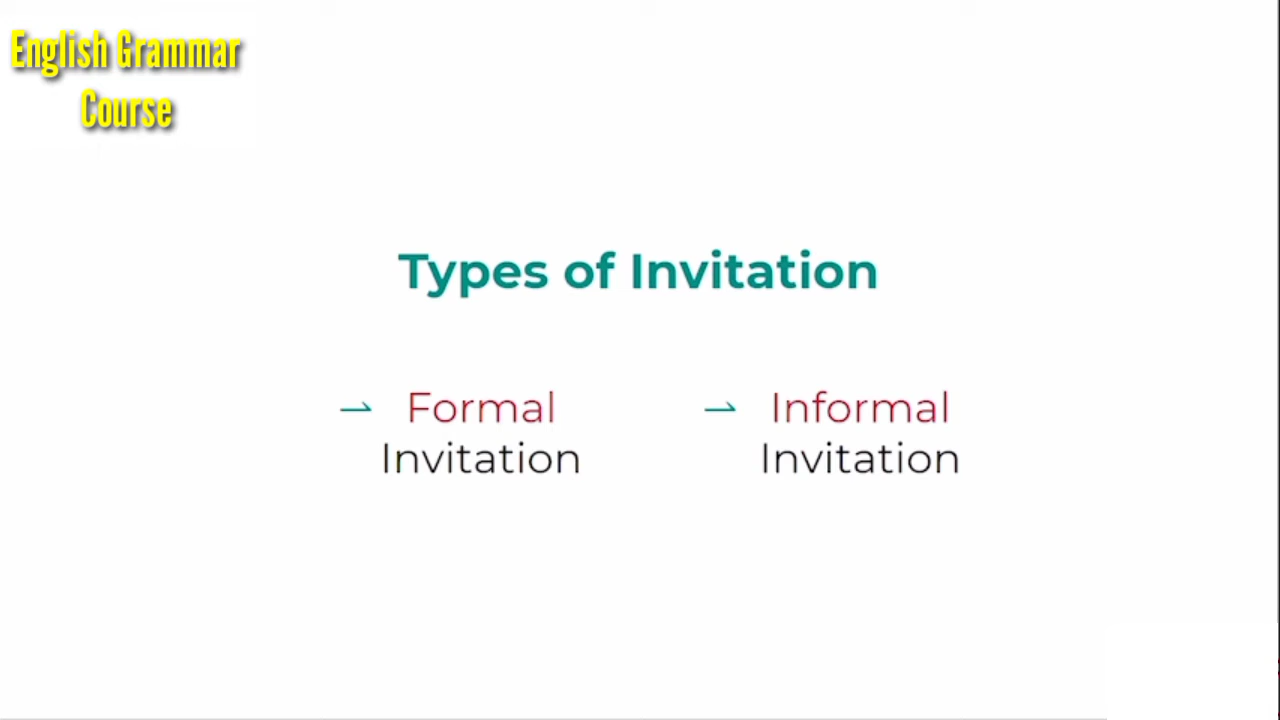 English Grammar
Course
Types of Invitation
⇀ Formal
Invitation
⇀ Informal
Invitation